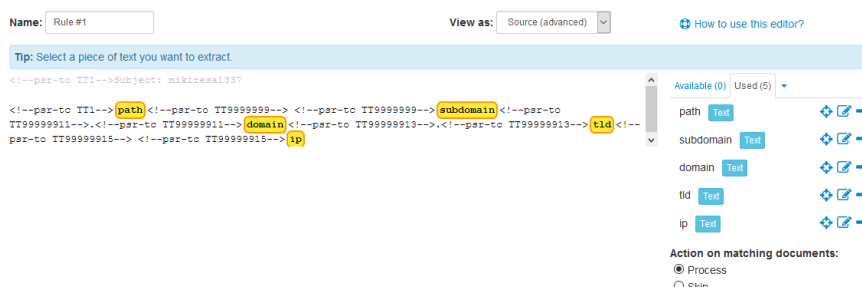 Name: Rule #1 View as: Source (advanced) How to use this editor?
Tip: Select a piece of text you want to extract.
<!--psr-tc TT1-->Subject: mikiresa1337
Available (0) Used (5)
<!--psr-tc TT1-->path<!--psr-to TT9999999--> <!--psr-tc TT9999999-->subdomain<!--psr-to
TT99999911-->.<!--psr-tc TT99999911-->domain<!--psr-to TT99999913-->.<!--psr-tc TT99999913-->tld<!--
psr-to TT99999915--> <!--psr-tc TT99999915-->ip
path Text
subdomain Text
domain Text
tld Text
ip Text
Action on matching documents:
Process
Skip